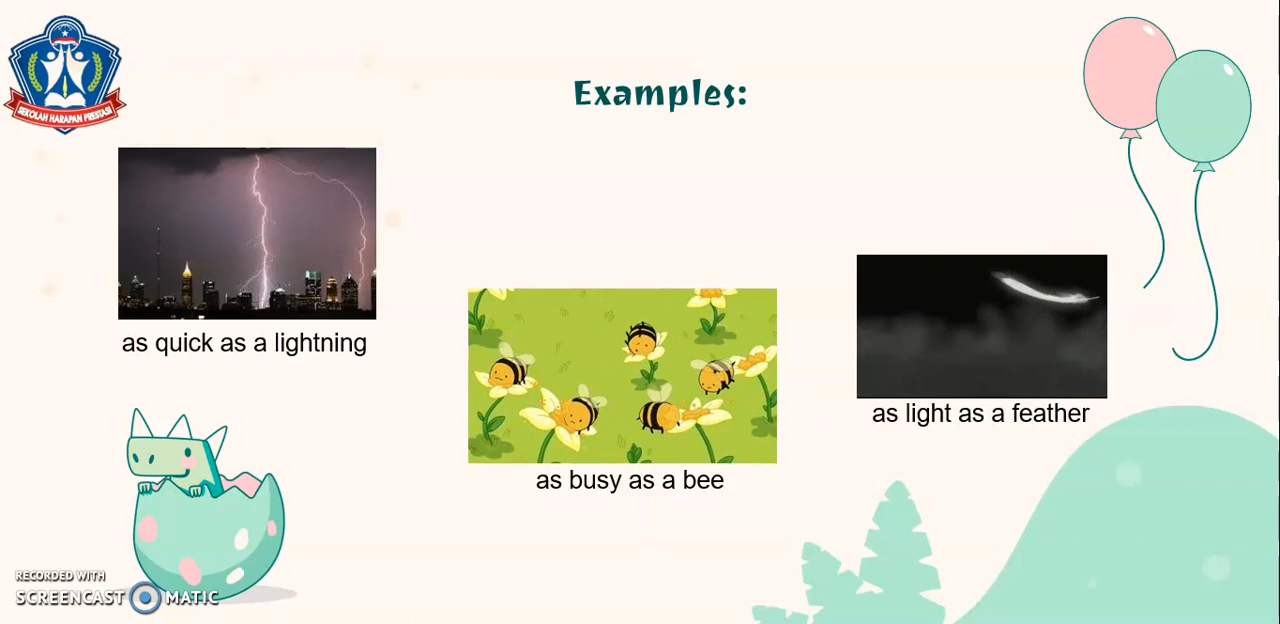 SEKOLAH HARAPAN PRESTASI
Examples:
as quick as a lightning
as busy as a bee
as light as a feather
RECORDED WITH
SCREENCAST MATIC